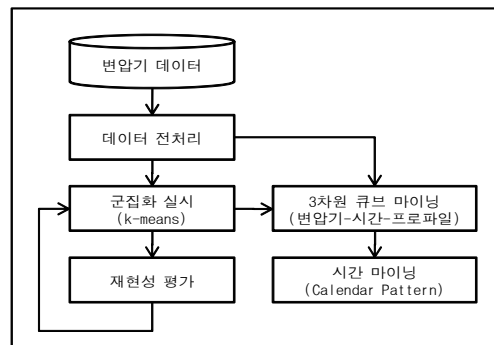 변압기 데이터
데이터 전처리
군집화 실시
(k-means)
3차원 큐브 마이닝
(변압기-시간-프로파일)
재현성 평가
시간 마이닝
(Calendar Pattern)